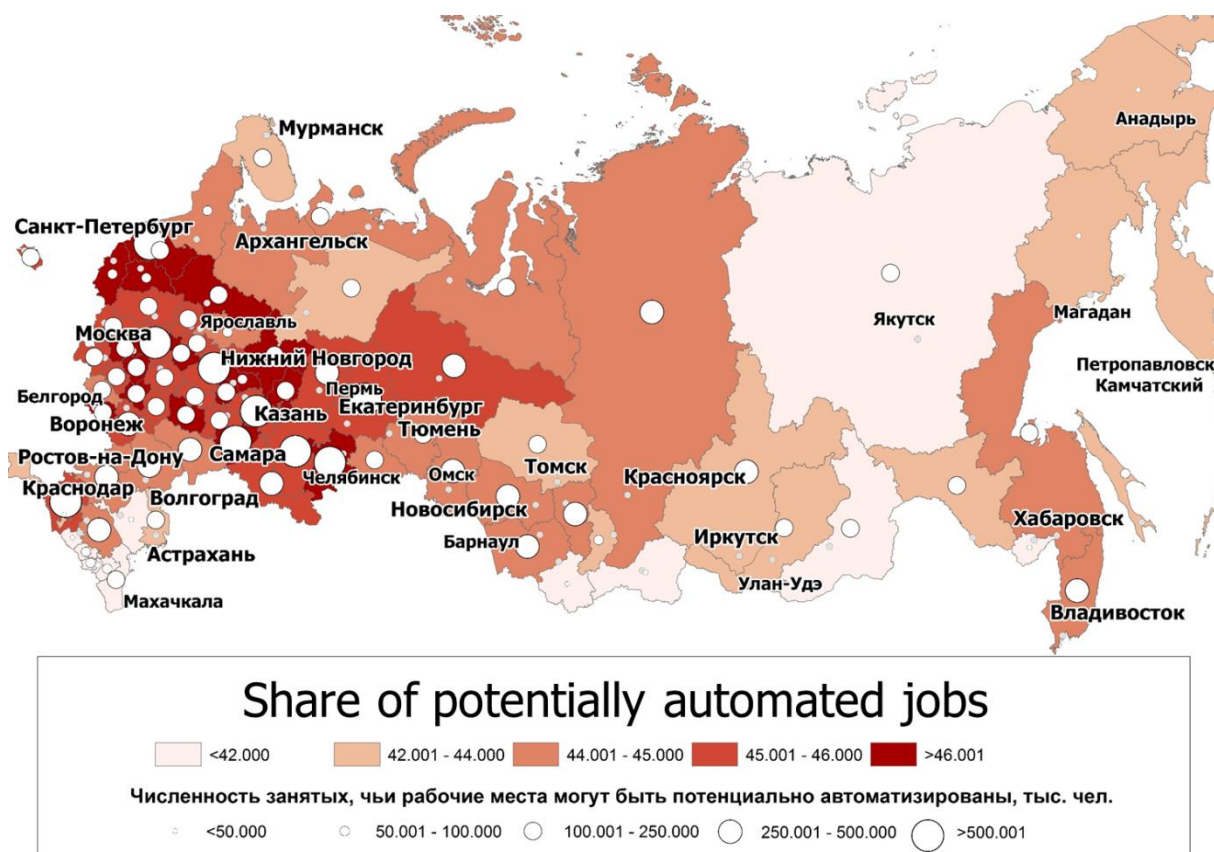 Мурманск
Анадырь
Санкт-Петербург
Архангельск
Ярославль
Якутск
Магадан
Москва
Нижний Новгород
Петропавловск
Камчатский
Пермь
Белгород
Екатеринбург
Казань
Воронеж
Тюмень
Ростов-на-Дону
Самара
Челябинск
Омск
Томск
Красноярск
Краснодар
Волгоград
Новосибирск
Хабаровск
Барнаул
Иркутск
Астрахань
Улан-Удэ
Махачкала
Владивосток
Share of potentially automated jobs
<42.000 42.001 - 44.000 44.001 - 45.000 45.001 - 46.000 >46.001
Численность занятых, чьи рабочие места могут быть потенциально автоматизированы, тыс. чел.
<50.000 50.001 - 100.000 100.001 - 250.000 250.001 - 500.000 >500.001